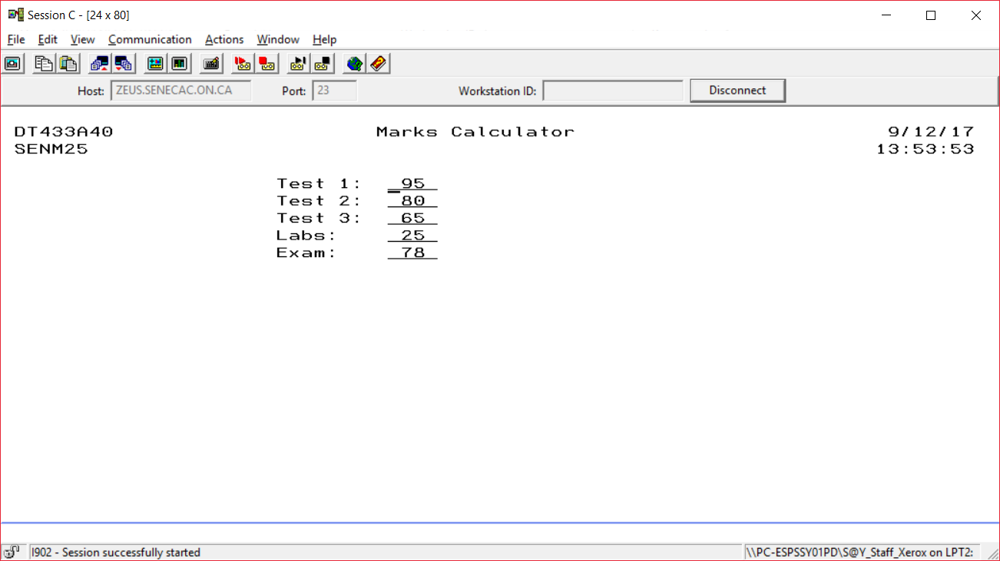 Session C - [24 x 80]
File Edit View Communication Actions Window Help
Host: ZEUS.SENECAC.ON.CA Port: 23 Workstation ID: Disconnect
DT433A40 Marks Calculator 9/12/17
SENM25 13:53:53
Test 1: 95
Test 2: 80
Test 3: 65
Labs: 25
Exam: 78
I902 - Session successfully started \\PC-ESPSSY01PD\S@Y_Staff_Xerox on LPT2: